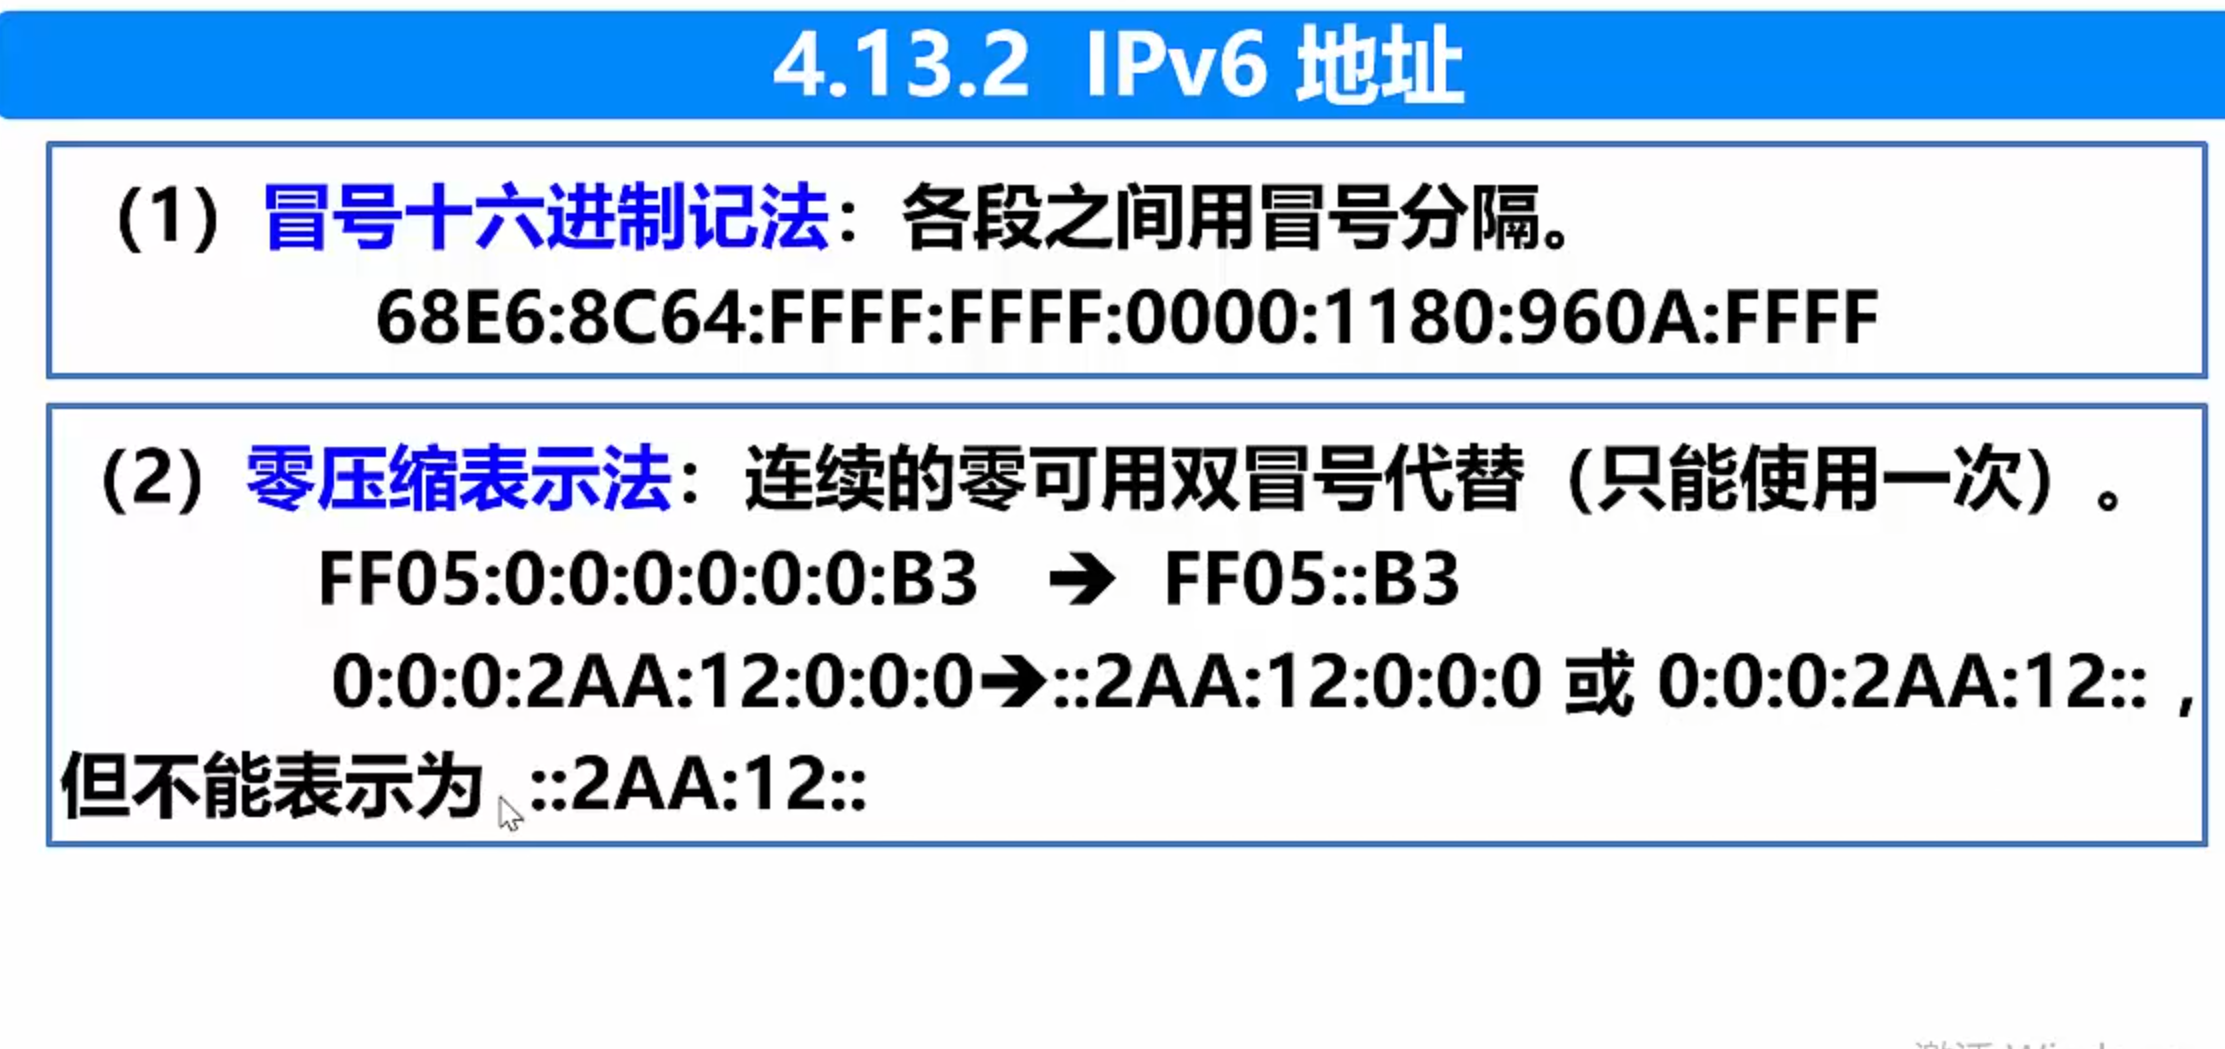 4.13.2 IPv6 地址
（1）冒号十六进制记法：各段之间用冒号分隔。
68E6:8C64:FFFF:FFFF:0000:1180:960A:FFFF
（2）零压缩表示法：连续的零可用双冒号代替（只能使用一次）。
FF05:0:0:0:0:0:0:B3 ➔ FF05::B3
0:0:0:2AA:12:0:0:0➔::2AA:12:0:0:0 或 0:0:0:2AA:12:: ，
但不能表示为 ::2AA:12::